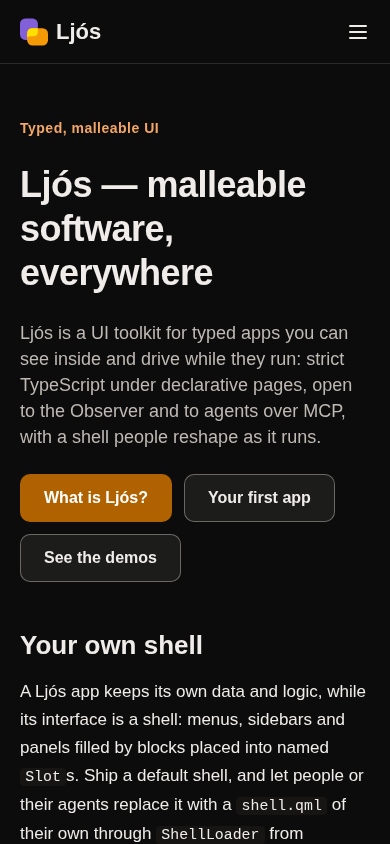 Ljós
Typed, malleable UI
Ljós — malleable
software,
everywhere
Ljós is a UI toolkit for typed apps you can
see inside and drive while they run: strict
TypeScript under declarative pages, open
to the Observer and to agents over MCP,
with a shell people reshape as it runs.
What is Ljós?
Your first app
See the demos
Your own shell
A Ljós app keeps its own data and logic, while
its interface is a shell: menus, sidebars and
panels filled by blocks placed into named
Slots. Ship a default shell, and let people or
their agents replace it with a shell.qml of
their own through ShellLoader from